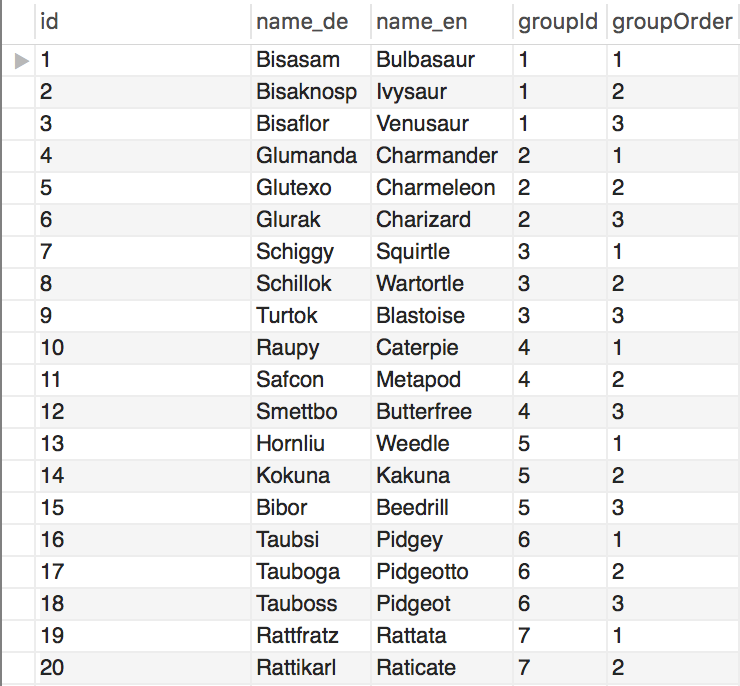 id name_de name_en groupId groupOrder
1 Bisasam Bulbasaur 1 1
2 Bisaknosp Ivysaur 1 2
3 Bisaflor Venusaur 1 3
4 Glumanda Charmander 2 1
5 Glutexo Charmeleon 2 2
6 Glurak Charizard 2 3
7 Schiggy Squirtle 3 1
8 Schillok Wartortle 3 2
9 Turtok Blastoise 3 3
10 Raupy Caterpie 4 1
11 Safcon Metapod 4 2
12 Smettbo Butterfree 4 3
13 Hornliu Weedle 5 1
14 Kokuna Kakuna 5 2
15 Bibor Beedrill 5 3
16 Taubsi Pidgey 6 1
17 Tauboga Pidgeotto 6 2
18 Tauboss Pidgeot 6 3
19 Rattfratz Rattata 7 1
20 Rattikarl Raticate 7 2